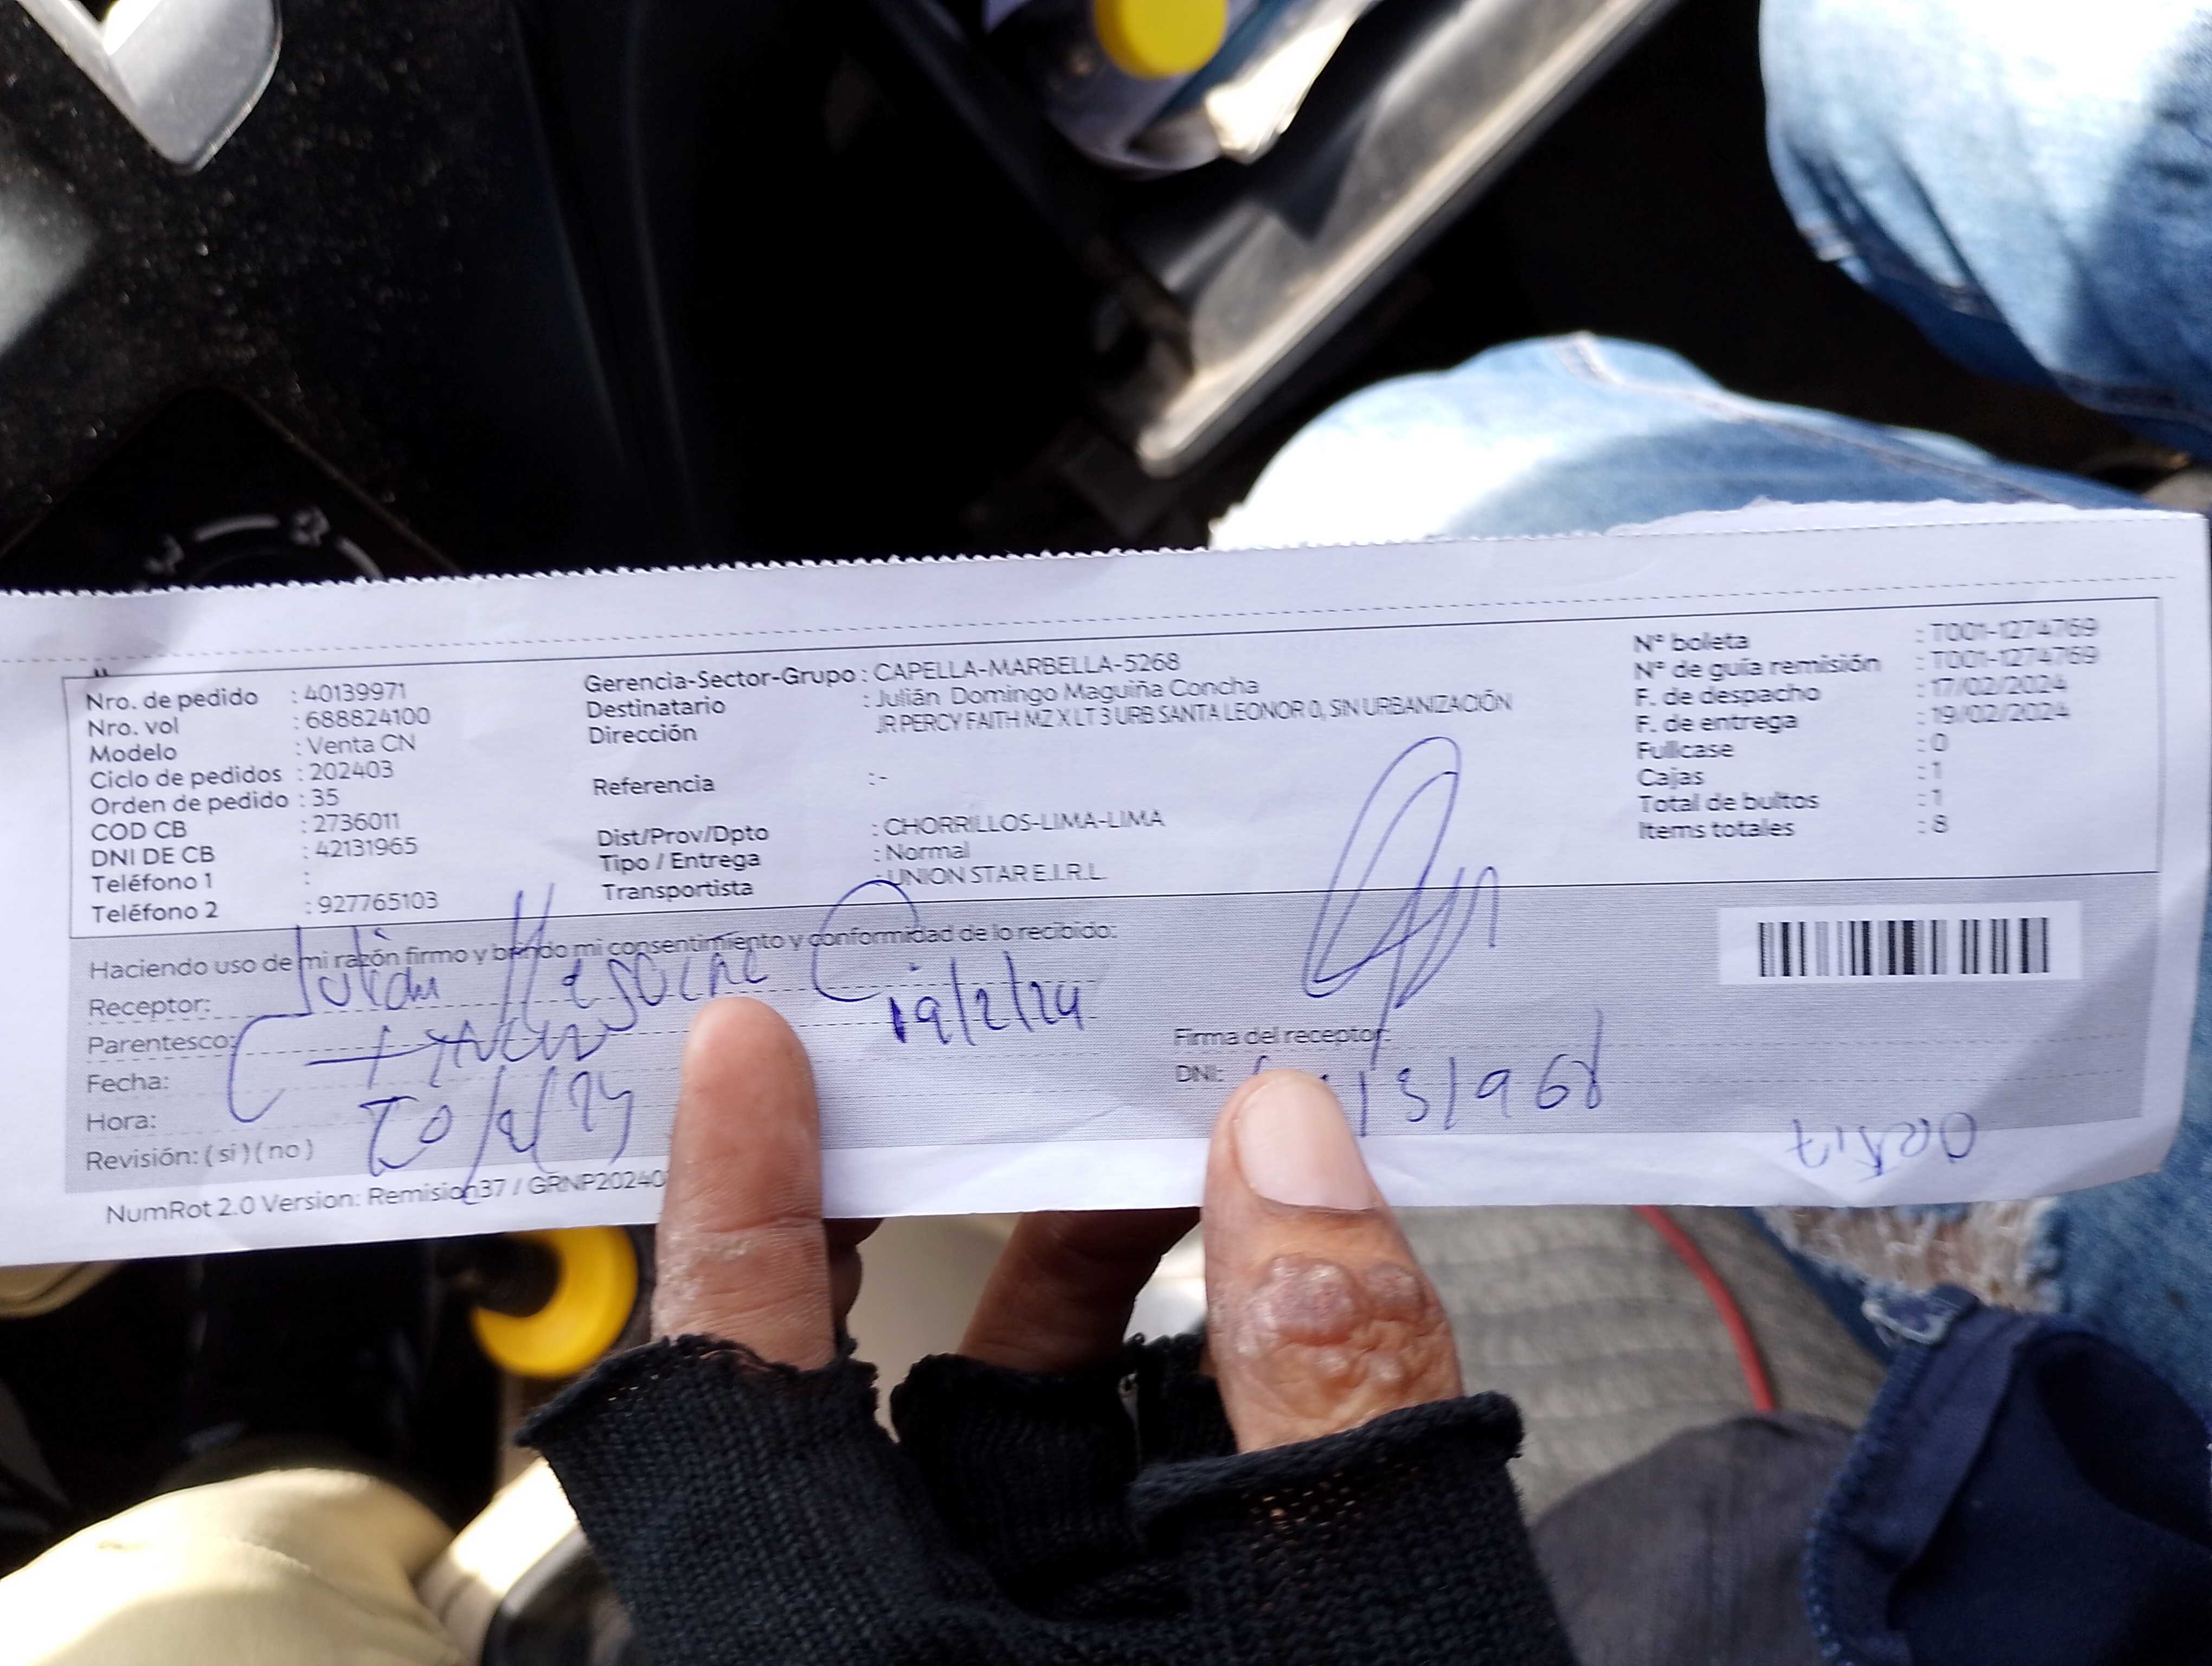 Nro. de pedido : 40139971
Nro. vol : 688824100
Modelo : Venta CN
Ciclo de pedidos : 202403
Orden de pedido : 35
COD CB : 2736011
DNI DE CB : 42131965
Teléfono 1 :
Teléfono 2 : 927765103
Gerencia-Sector-Grupo : CAPELLA-MARBELLA-5268
Destinatario : Julián Domingo Maguiña Concha
Dirección JR PERCY FAITH MZ X LT 3 URB SANTA LEONOR 0, SIN URBANIZACIÓN
Referencia : -
Dist/Prov/Dpto : CHORRILLOS-LIMA-LIMA
Tipo / Entrega : Normal
Transportista : UNION STAR E.I.R.L.
N° boleta : T001-1274769
N° de guía remisión : T001-1274769
F. de despacho : 17/02/2024
F. de entrega : 19/02/2024
Fullcase : 0
Cajas : 1
Total de bultos : 1
Items totales : 8
Haciendo uso de mi razón firmo y brindo mi consentimiento y conformidad de lo recibido:
Receptor: Julián
Parentesco: 19/2/24
Fecha:
Hora:
Revisión: ( si ) ( no )
Firma del receptor:
DNI: 131968
NumRot 2.0 Version: Remision37 / GRNP20240